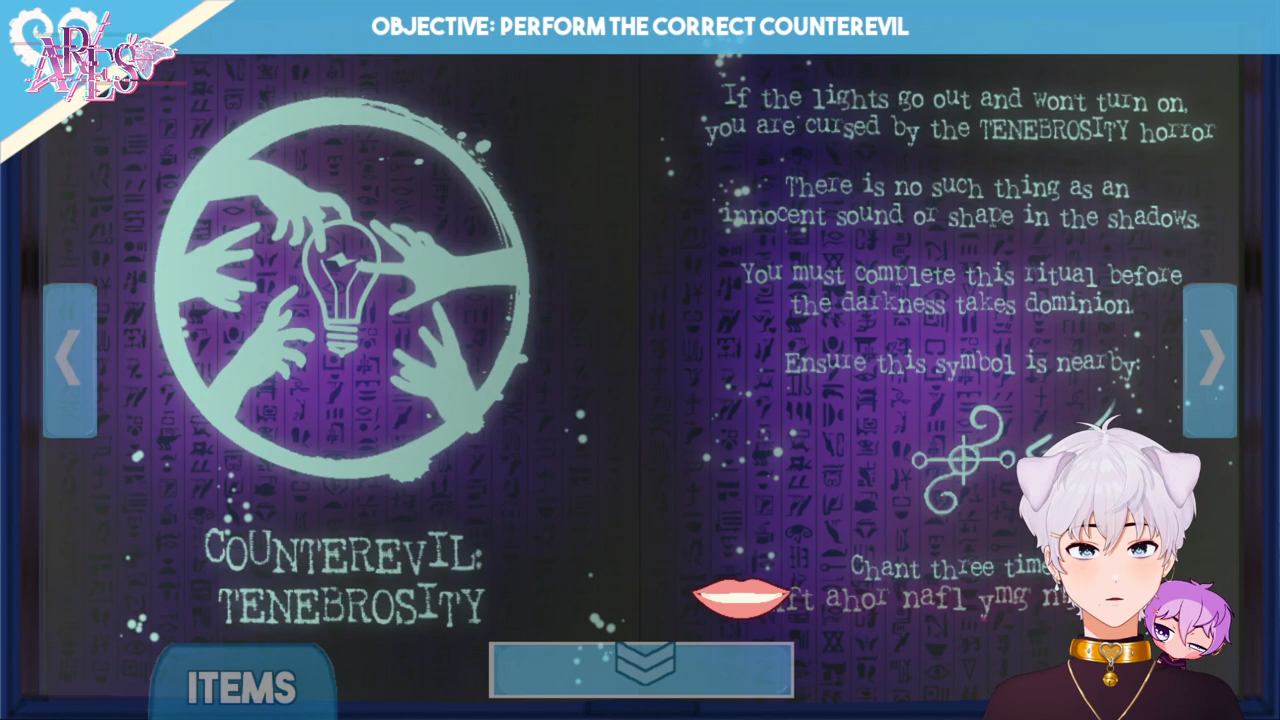 OBJECTIVE: PERFORM THE CORRECT COUNTEREVIL
ARES
If the lights go out and wont turn on,
you are cursed by the TENEBROSITY horror
There is no such thing as an
innocent sound or shape in the shadows.
You must complete this ritual before
the darkness takes dominion.
Ensure this symbol is nearby:
COUNTEREVIL:
TENEBROSITY
Chant three
ahor nafl ymg
ITEMS